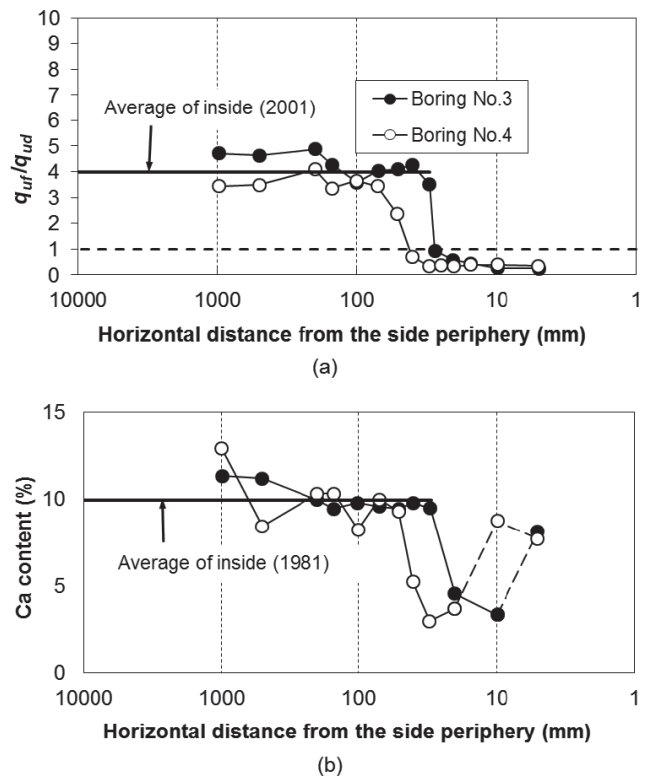 10
9
8
7
6
5
4
3
2
1
0
q_uf/q_ud
Average of inside (2001)
Boring No.3
Boring No.4
10000 1000 100 10 1
Horizontal distance from the side periphery (mm)
(a)
15
10
5
0
Ca content (%)
Average of inside (1981)
10000 1000 100 10 1
Horizontal distance from the side periphery (mm)
(b)